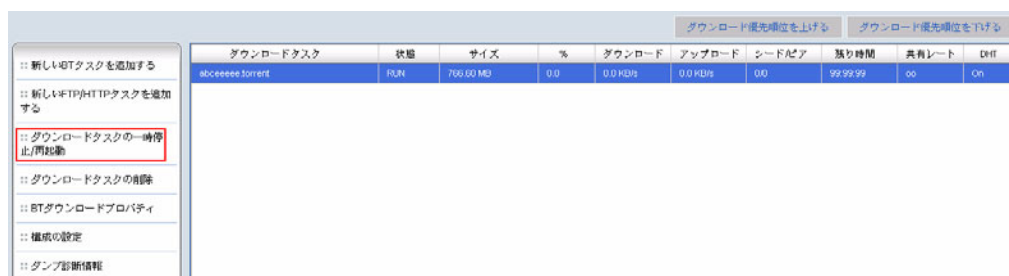 ダウンロード優先順位を上げる ダウンロード優先順位を下げる
ダウンロードタスク 状態 サイズ % ダウンロード アップロード シード/ピア 残り時間 共有レート DHT
abceeeee.torrent RUN 766.60 MB 0.0 0.0 KB/s 0.0 KB/s 0/0 99:99:99 oo On
:: 新しいBTタスクを追加する
:: 新しいFTP/HTTPタスクを追加
する
:: ダウンロードタスクの一時停
止/再起動
:: ダウンロードタスクの削除
:: BTダウンロードプロパティ
:: 構成の設定
:: ダンプ診断情報